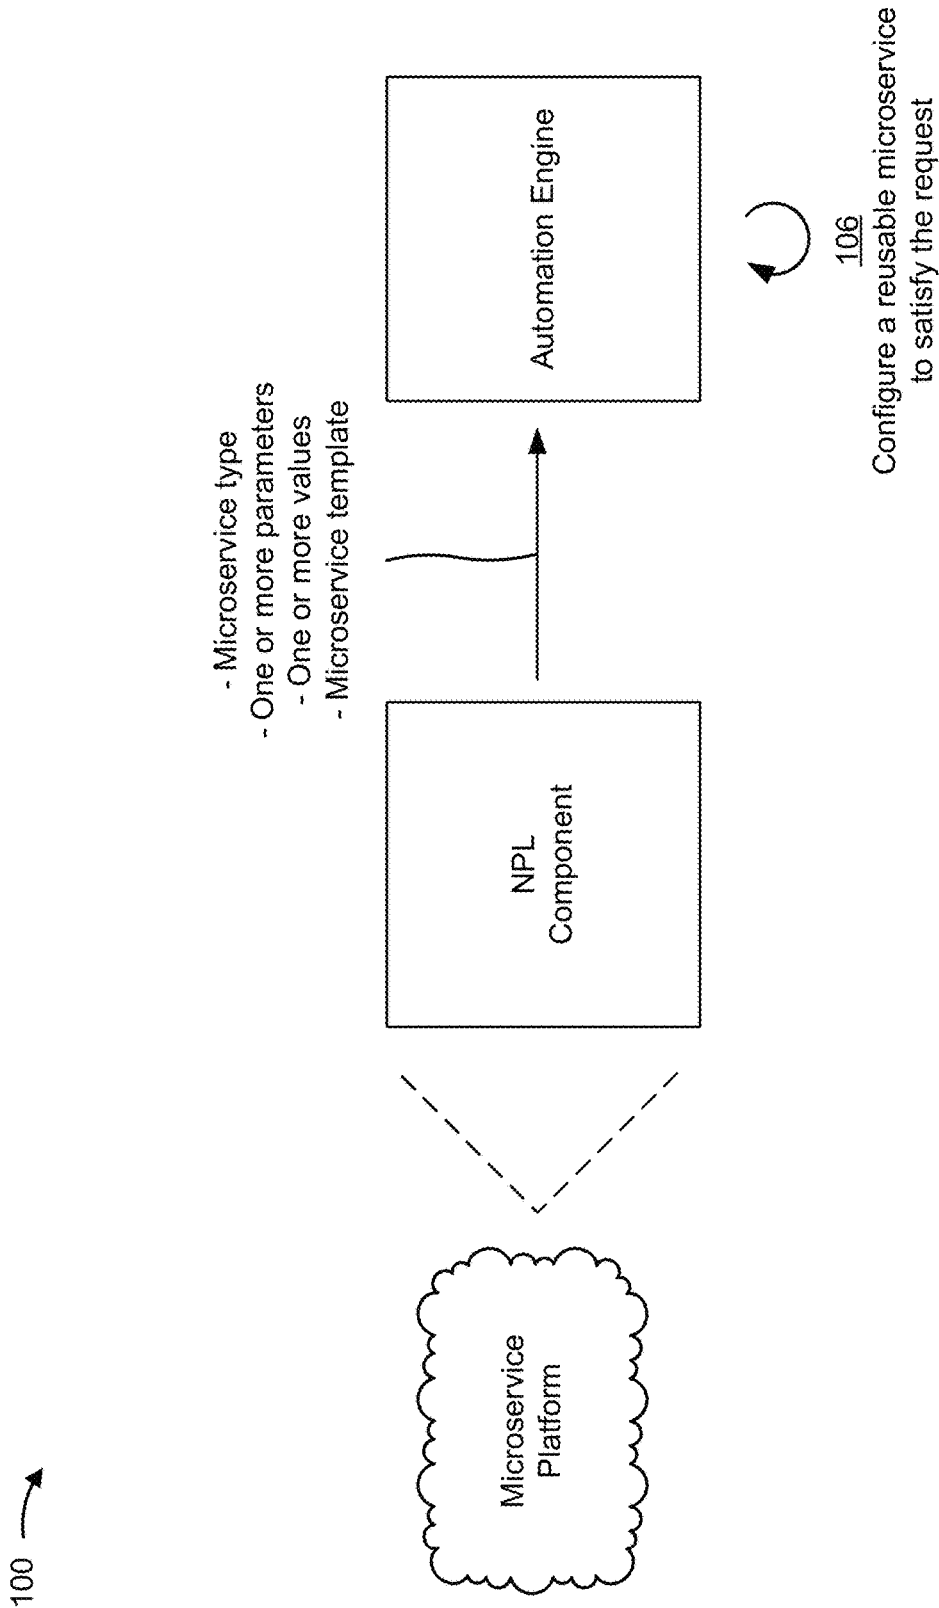 100
Microservice
Platform
NPL
Component
- Microservice type
- One or more parameters
- One or more values
- Microservice template
Automation Engine
106
Configure a reusable microservice
to satisfy the request